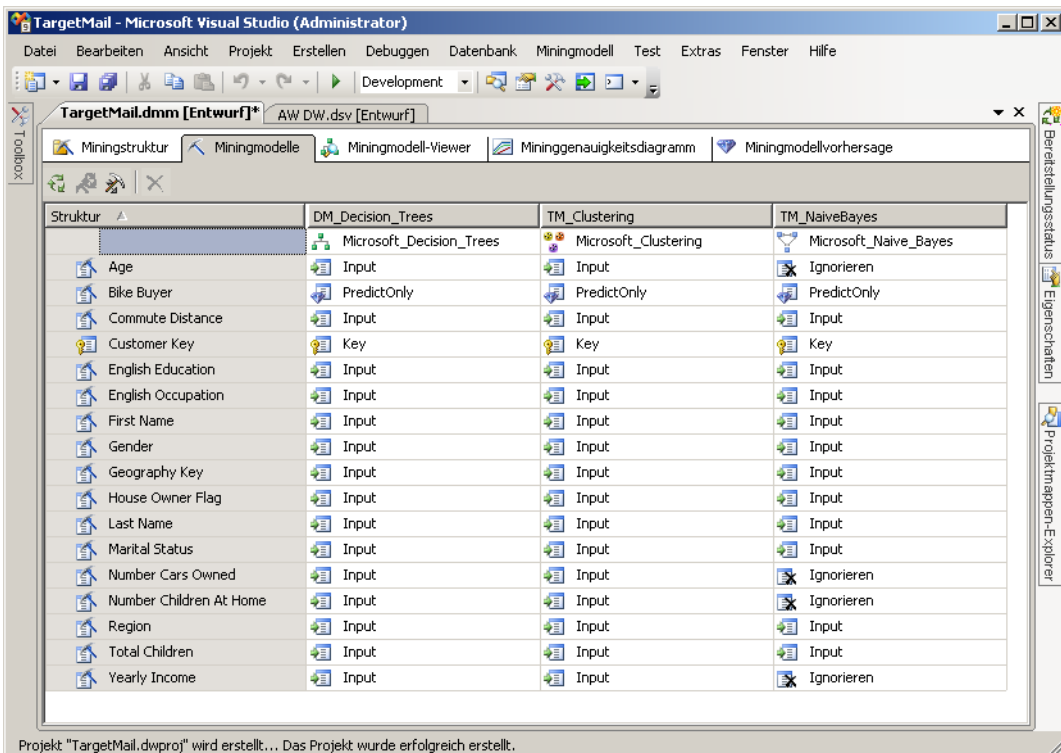 TargetMail - Microsoft Visual Studio (Administrator)
Datei Bearbeiten Ansicht Projekt Erstellen Debuggen Datenbank Miningmodell Test Extras Fenster Hilfe
Development
TargetMail.dmm [Entwurf]* AW DW.dsv [Entwurf]
Toolbox
Miningstruktur Miningmodelle Miningmodell-Viewer Mininggenauigkeitsdiagramm Miningmodellvorhersage
Struktur DM_Decision_Trees TM_Clustering TM_NaiveBayes
Microsoft_Decision_Trees Microsoft_Clustering Microsoft_Naive_Bayes
Age Input Input Ignorieren
Bike Buyer PredictOnly PredictOnly PredictOnly
Commute Distance Input Input Input
Customer Key Key Key Key
English Education Input Input Input
English Occupation Input Input Input
First Name Input Input Input
Gender Input Input Input
Geography Key Input Input Input
House Owner Flag Input Input Input
Last Name Input Input Input
Marital Status Input Input Input
Number Cars Owned Input Input Ignorieren
Number Children At Home Input Input Ignorieren
Region Input Input Input
Total Children Input Input Input
Yearly Income Input Input Ignorieren
Bereitstellungsstatus
Eigenschaften
Projektmappen-Explorer
Projekt "TargetMail.dwproj" wird erstellt... Das Projekt wurde erfolgreich erstellt.